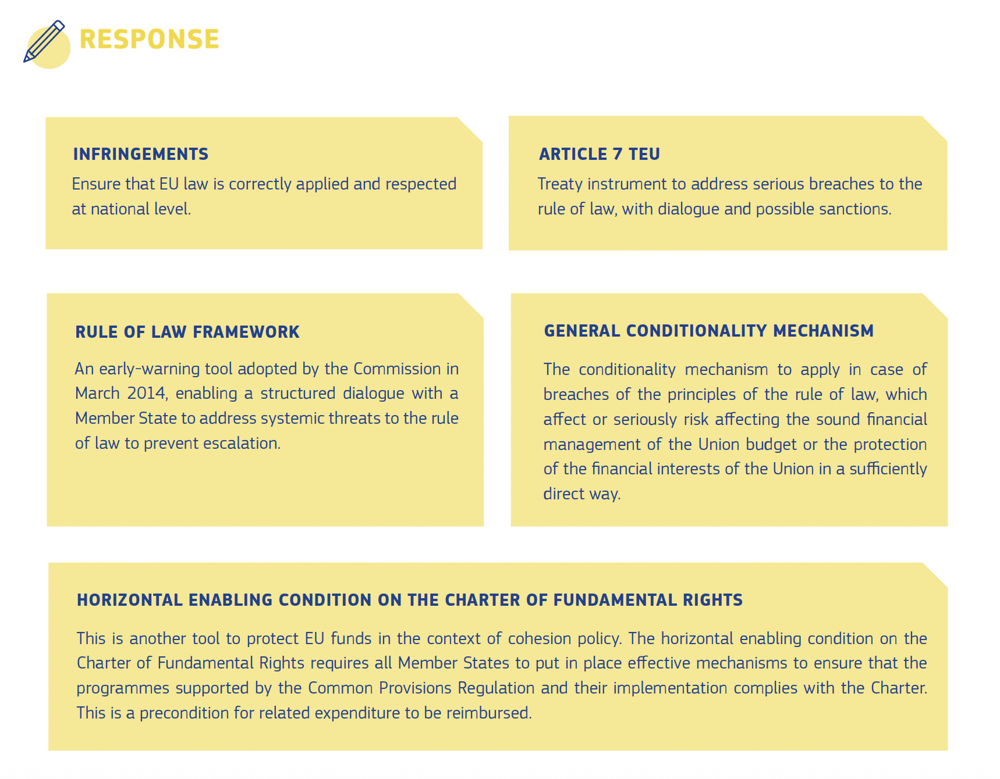 RESPONSE
INFRINGEMENTS
Ensure that EU law is correctly applied and respected
at national level.
ARTICLE 7 TEU
Treaty instrument to address serious breaches to the
rule of law, with dialogue and possible sanctions.
RULE OF LAW FRAMEWORK
An early-warning tool adopted by the Commission in
March 2014, enabling a structured dialogue with a
Member State to address systemic threats to the rule
of law to prevent escalation.
GENERAL CONDITIONALITY MECHANISM
The conditionality mechanism to apply in case of
breaches of the principles of the rule of law, which
affect or seriously risk affecting the sound financial
management of the Union budget or the protection
of the financial interests of the Union in a sufficiently
direct way.
HORIZONTAL ENABLING CONDITION ON THE CHARTER OF FUNDAMENTAL RIGHTS
This is another tool to protect EU funds in the context of cohesion policy. The horizontal enabling condition on the
Charter of Fundamental Rights requires all Member States to put in place effective mechanisms to ensure that the
programmes supported by the Common Provisions Regulation and their implementation complies with the Charter.
This is a precondition for related expenditure to be reimbursed.